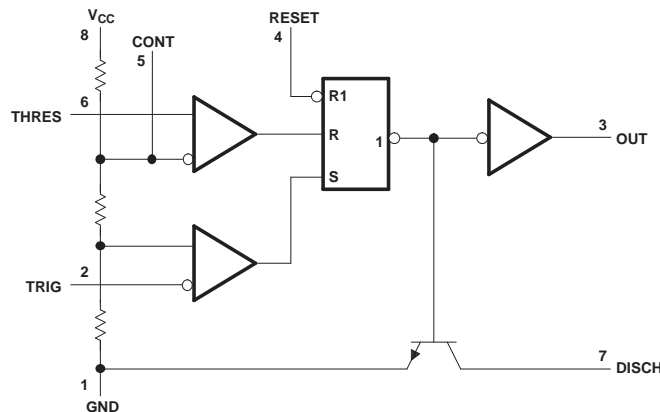 VCC
8
CONT
5
RESET
4
6
THRES
R1
R
1
S
3
OUT
2
TRIG
7
DISCH
1
GND